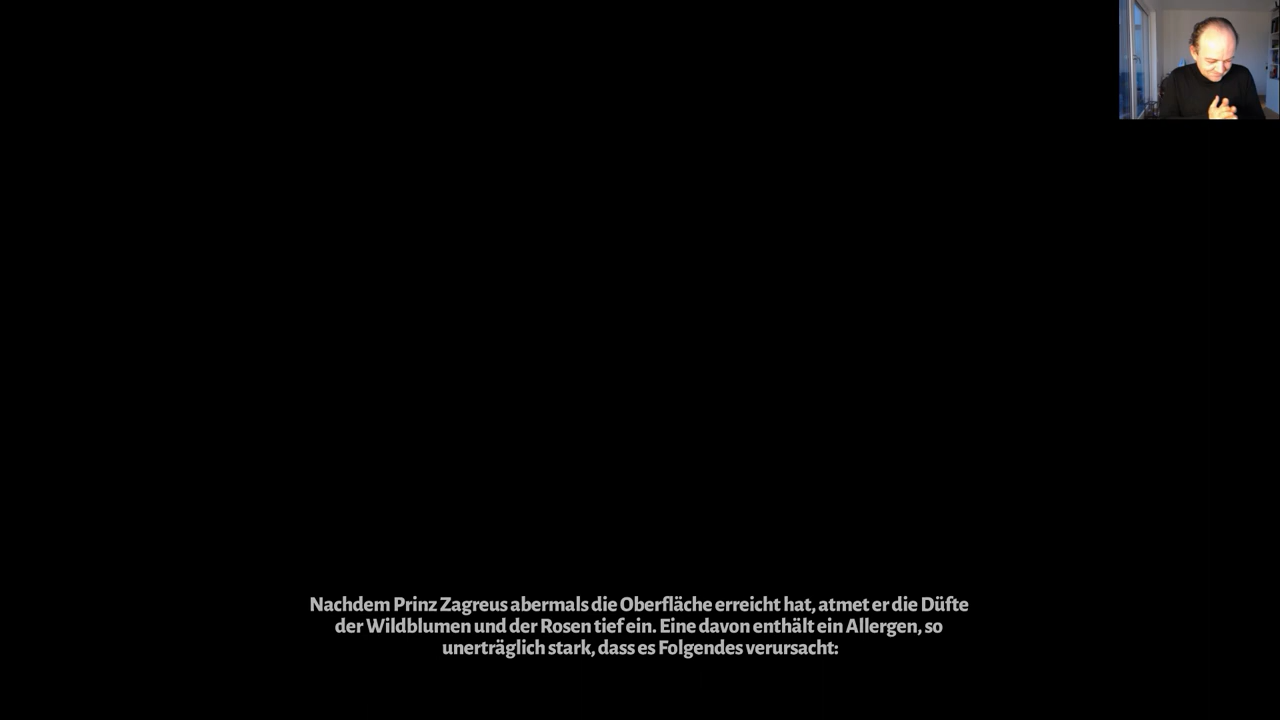 Nachdem Prinz Zagreus abermals die Oberfläche erreicht hat, atmet er die Düfte
der Wildblumen und der Rosen tief ein. Eine davon enthält ein Allergen, so
unerträglich stark, dass es Folgendes verursacht: